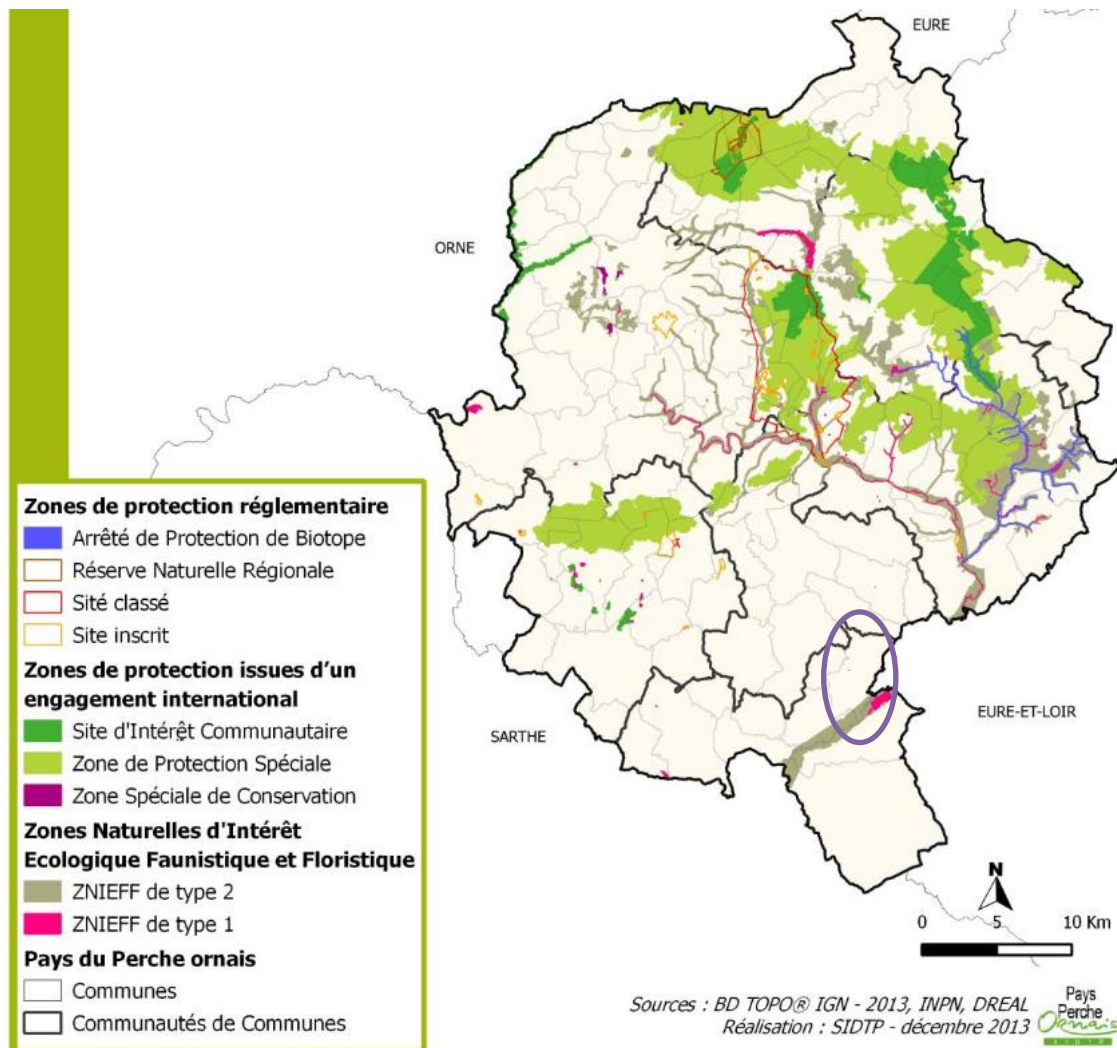 EURE
ORNE
Zones de protection réglementaire
Arrêté de Protection de Biotope
Réserve Naturelle Régionale
Sité classé
Site inscrit
Zones de protection issues d'un
engagement international
Site d'Intérêt Communautaire
Zone de Protection Spéciale
Zone Spéciale de Conservation
Zones Naturelles d'Intérêt
Ecologique Faunistique et Floristique
ZNIEFF de type 2
ZNIEFF de type 1
Pays du Perche ornais
Communes
Communautés de Communes
SARTHE
EURE-ET-LOIR
N
0 5 10 Km
Sources : BD TOPO® IGN - 2013, INPN, DREAL
Réalisation : SIDTP - décembre 2013
Pays
Perche
Ornais
SIDTP